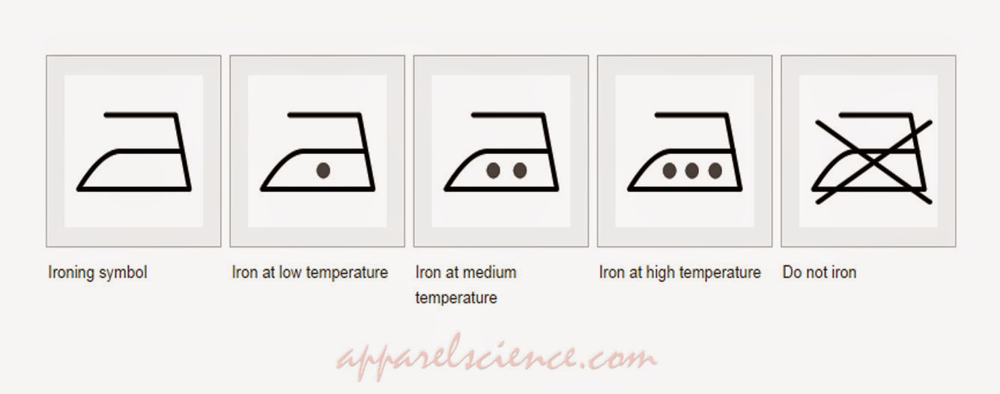 Ironing symbol
Iron at low temperature
Iron at medium
temperature
Iron at high temperature
Do not iron
apparelscience.com